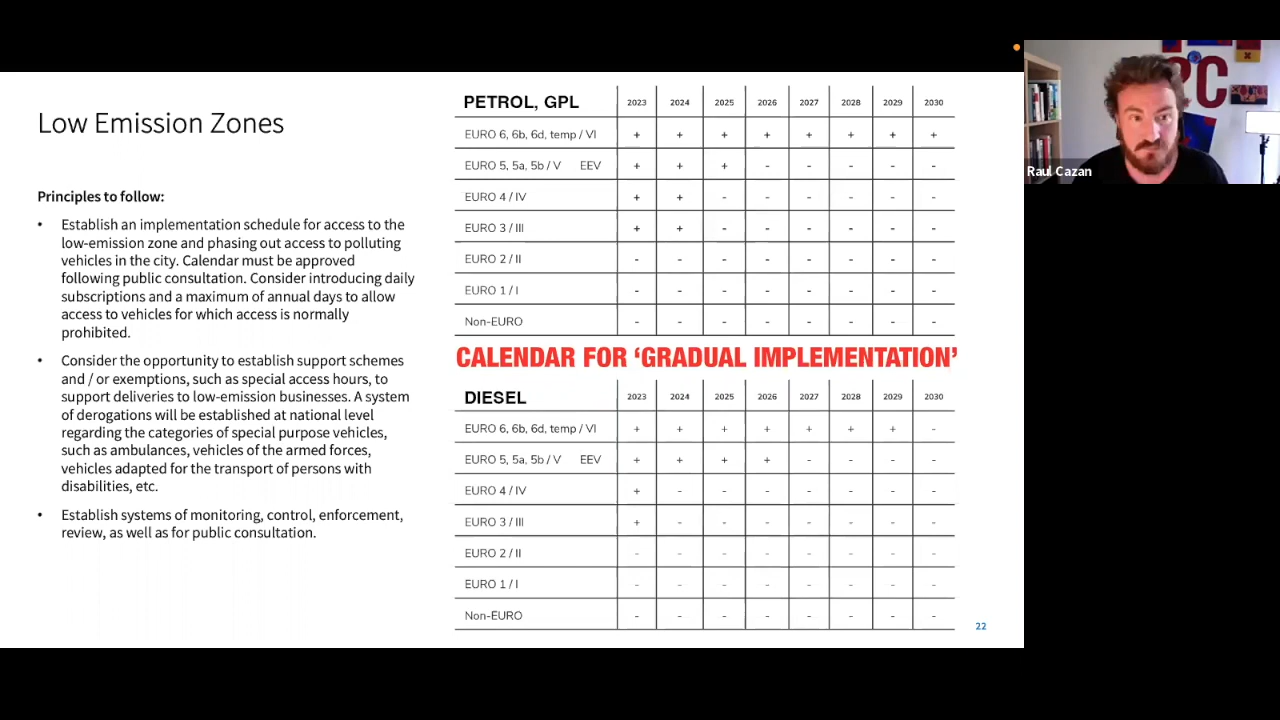 Low Emission Zones
Principles to follow:
• Establish an implementation schedule for access to the
low-emission zone and phasing out access to polluting
vehicles in the city. Calendar must be approved
following public consultation. Consider introducing daily
subscriptions and a maximum of annual days to allow
access to vehicles for which access is normally
prohibited.
• Consider the opportunity to establish support schemes
and / or exemptions, such as special access hours, to
support deliveries to low-emission businesses. A system
of derogations will be established at national level
regarding the categories of special purpose vehicles,
such as ambulances, vehicles of the armed forces,
vehicles adapted for the transport of persons with
disabilities, etc.
• Establish systems of monitoring, control, enforcement,
review, as well as for public consultation.
PETROL, GPL 2023 2024 2025 2026 2027 2028 2029 2030
EURO 6, 6b, 6d, temp / VI + + + + + + + +
EURO 5, 5a, 5b / V EEV + + + - - - - -
EURO 4 / IV + + - - - - - -
EURO 3 / III + + - - - - - -
EURO 2 / II - - - - - - - -
EURO 1 / I - - - - - - - -
Non-EURO - - - - - - - -
CALENDAR FOR ‘GRADUAL IMPLEMENTATION’
DIESEL 2023 2024 2025 2026 2027 2028 2029 2030
EURO 6, 6b, 6d, temp / VI + + + + + + + -
EURO 5, 5a, 5b / V EEV + + + + - - - -
EURO 4 / IV + - - - - - - -
EURO 3 / III + - - - - - - -
EURO 2 / II - - - - - - - -
EURO 1 / I - - - - - - - -
Non-EURO - - - - - - - -
22
Raul Cazan